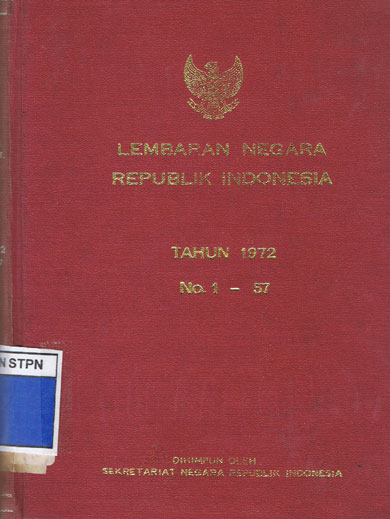 LEMBARAN NEGARA
REPUBLIK INDONESIA
TAHUN 1972
No. 1 - 57
N STPN
DIHIMPUN OLEH
SEKRETARIAT NEGARA REPUBLIK INDONESIA